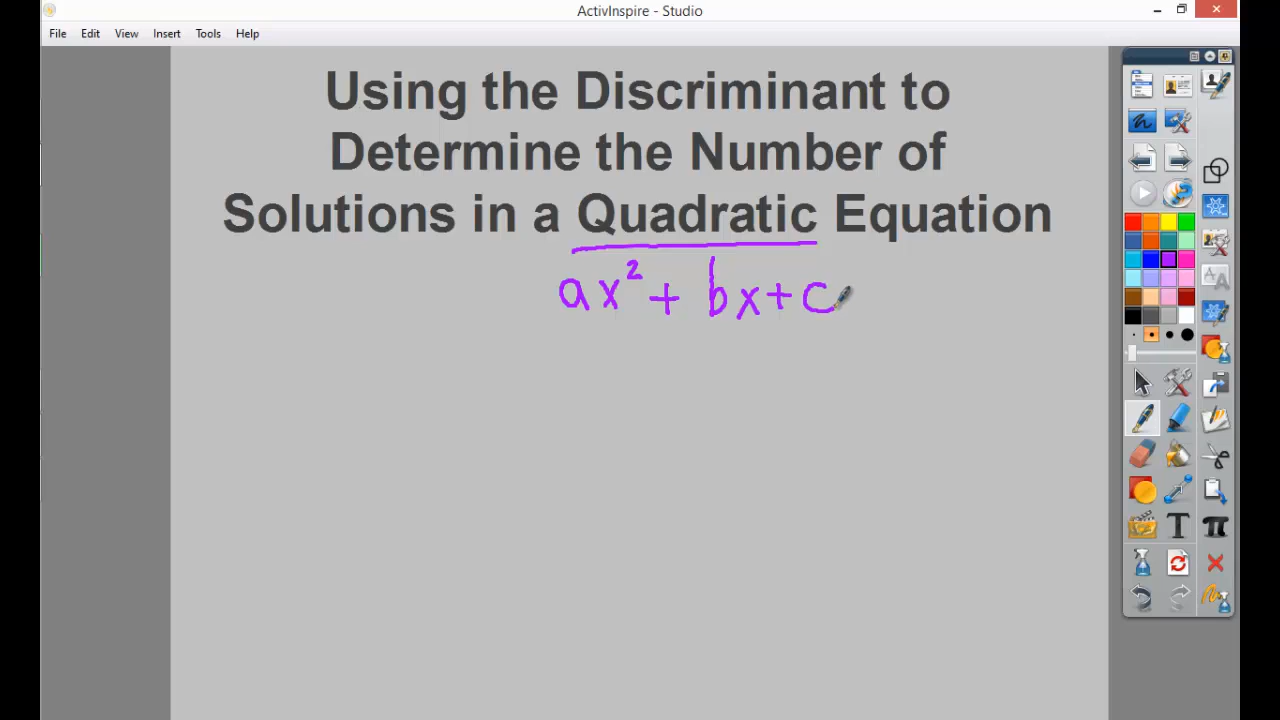 ActivInspire - Studio
File Edit View Insert Tools Help
Using the Discriminant to
Determine the Number of
Solutions in a Quadratic Equation
ax² + bx+c